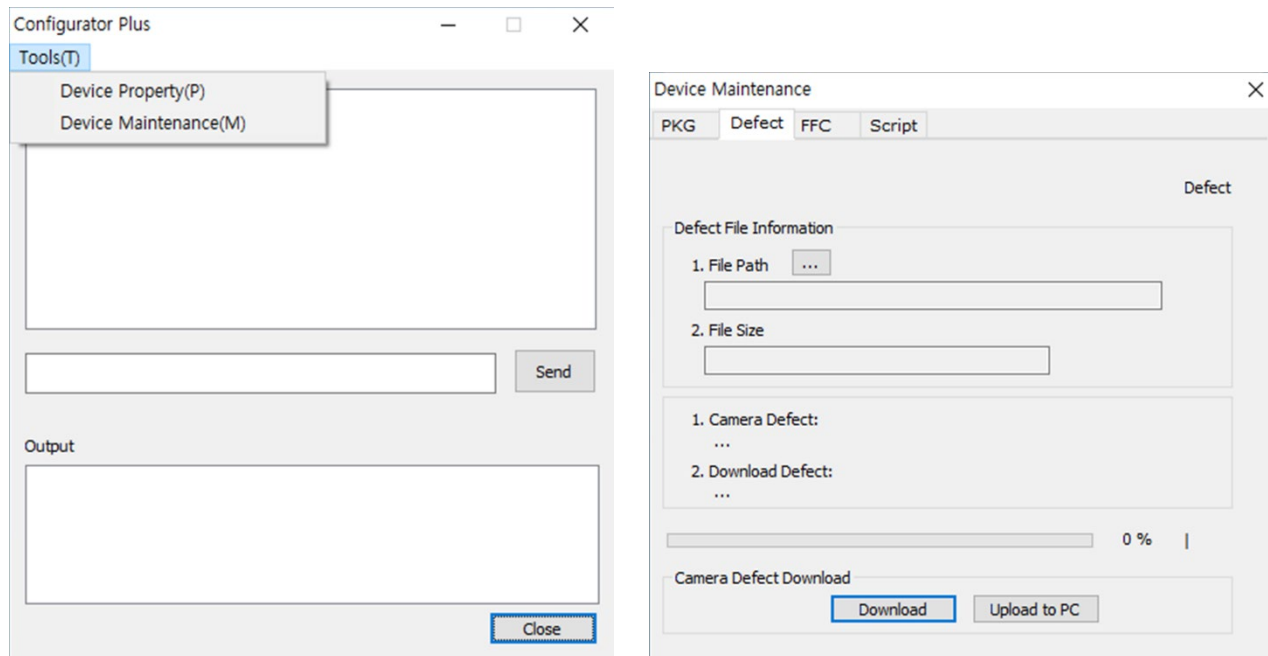 Configurator Plus
Tools(T)
Device Property(P)
Device Maintenance(M)
Send
Output
Close
Device Maintenance
PKG Defect FFC Script
Defect
Defect File Information
1. File Path ...
2. File Size
1. Camera Defect:
...
2. Download Defect:
...
0 % |
Camera Defect Download
Download Upload to PC